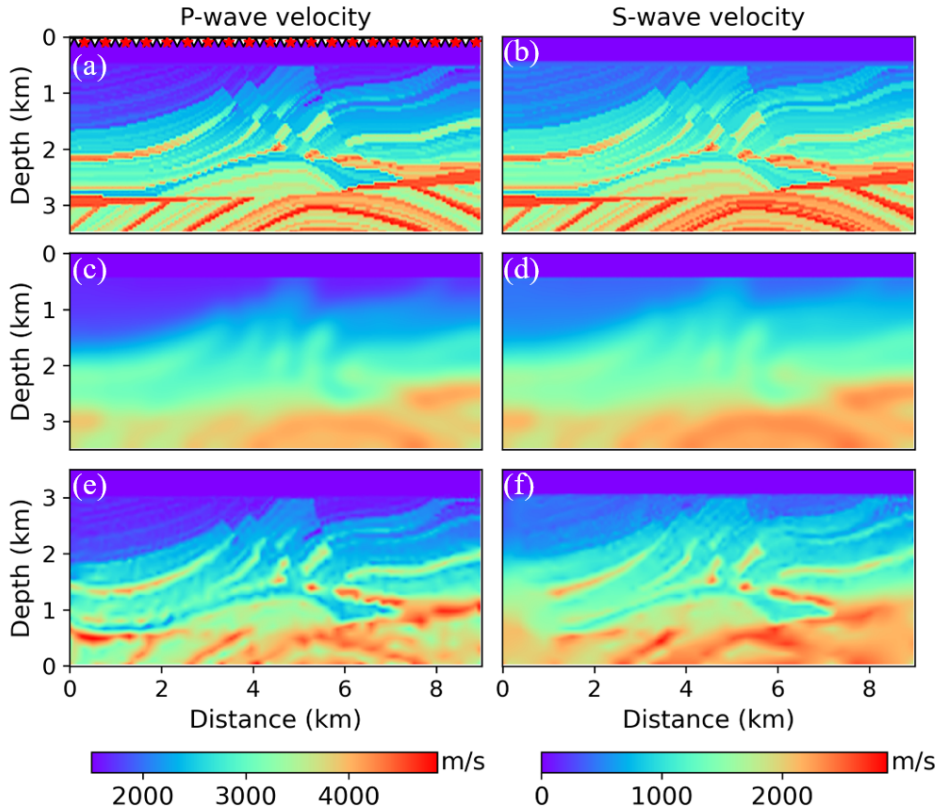 P-wave velocity S-wave velocity
0 (a) (b)
1
2
3
Depth (km)
0 (c) (d)
1
2
3
Depth (km)
3 (e) (f)
2
1
0
Depth (km)
0 2 4 6 8 0 2 4 6 8
Distance (km) Distance (km)
m/s m/s
2000 3000 4000 0 1000 2000